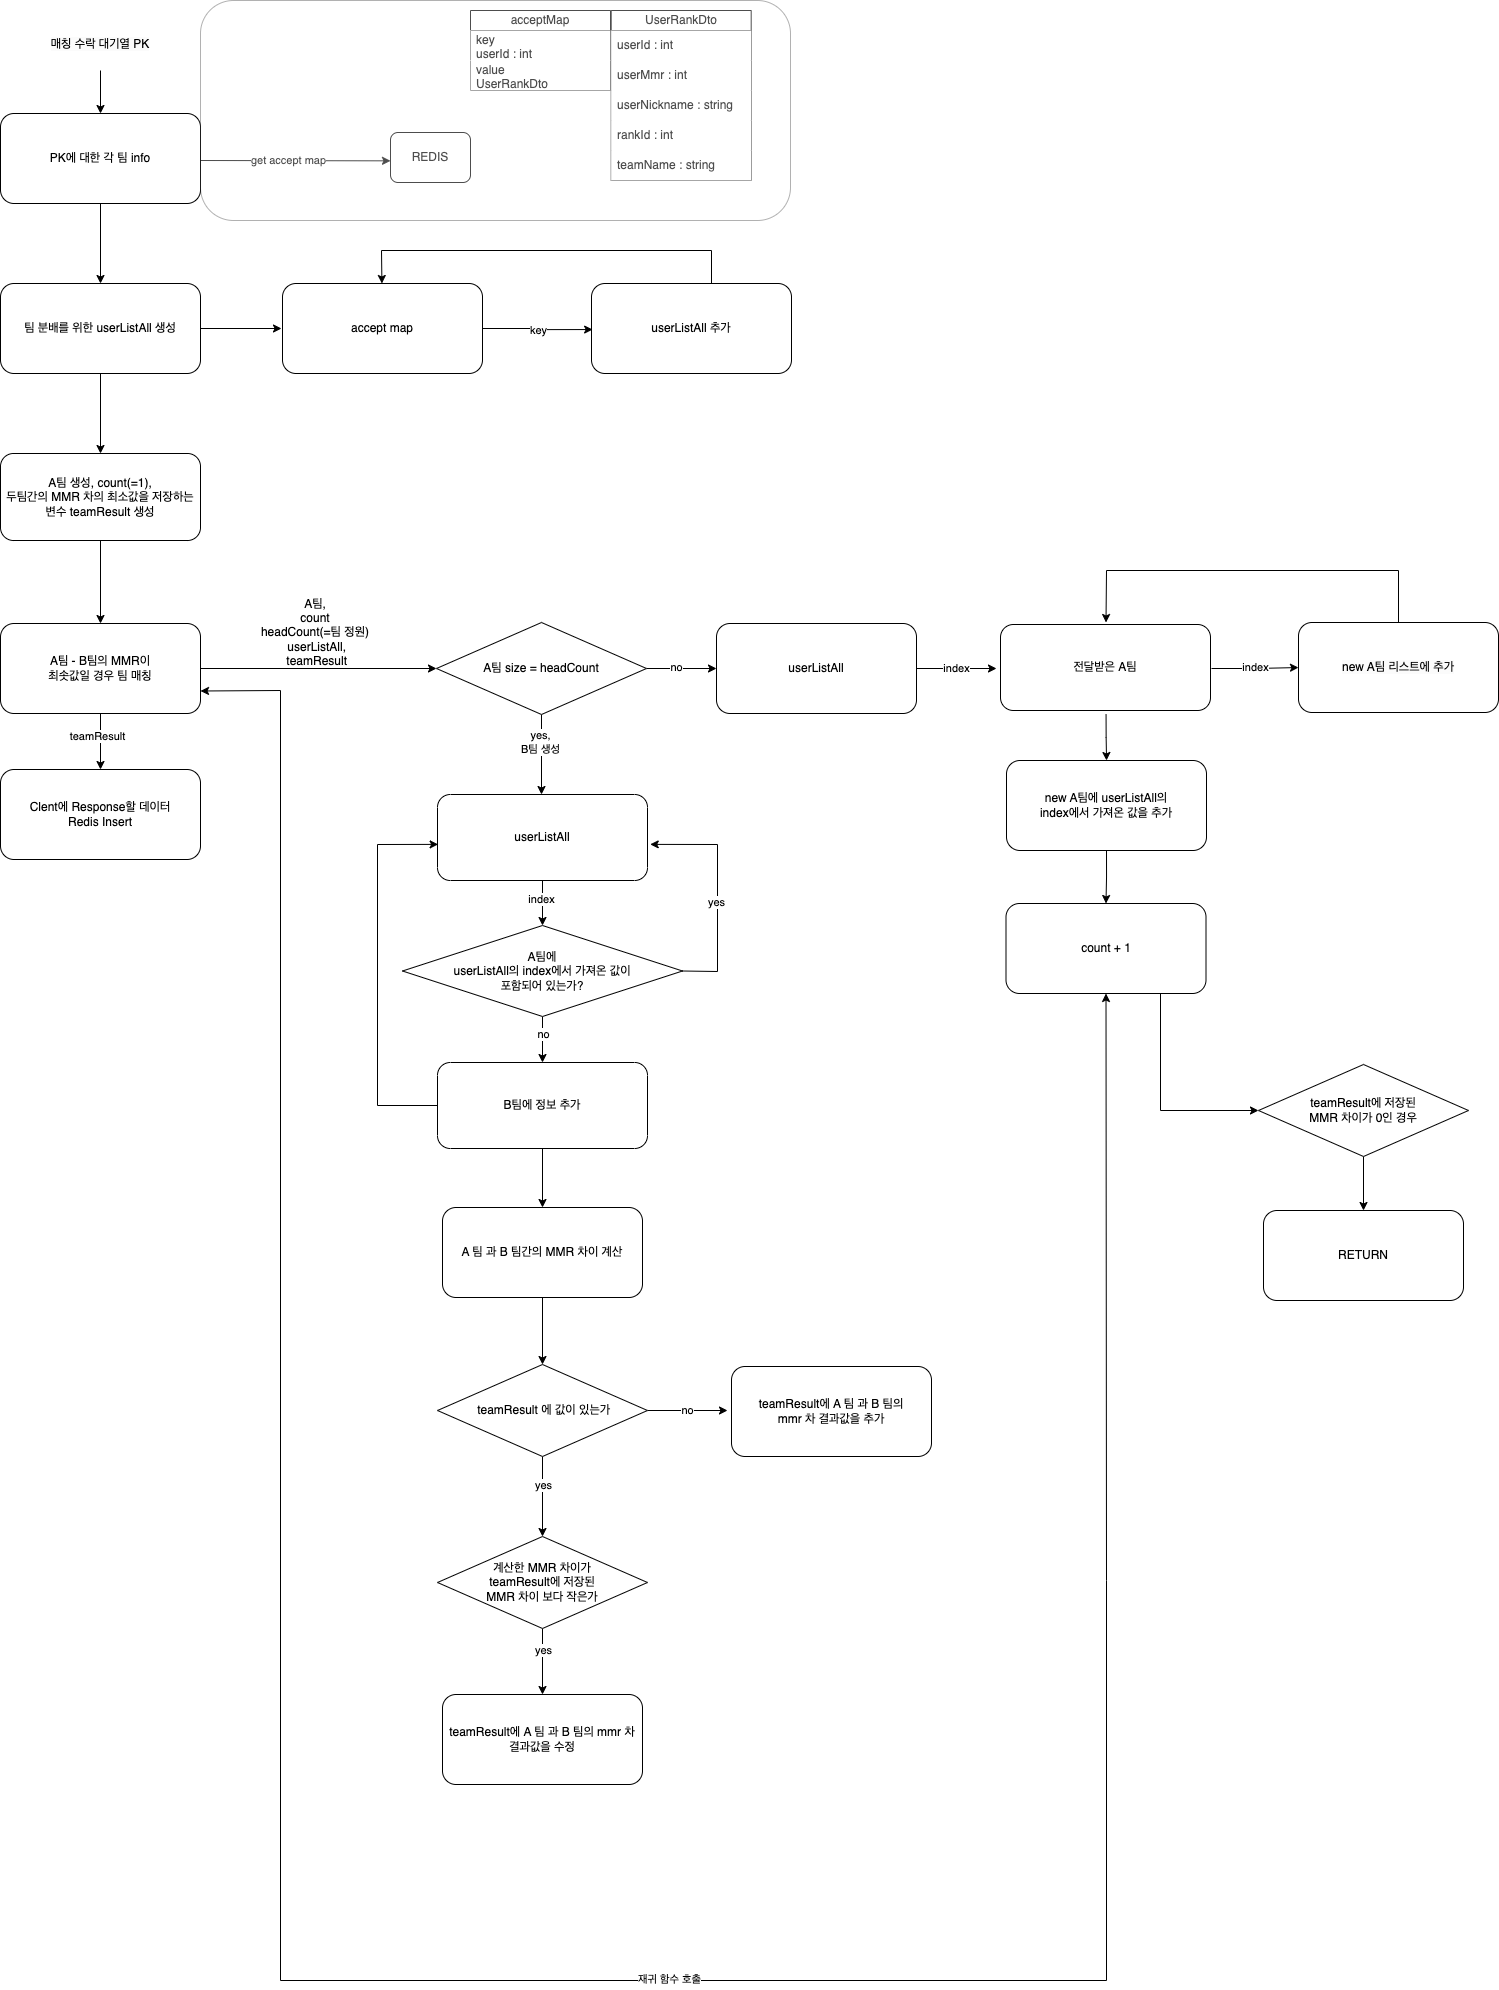 매칭 수락 대기열 PK
acceptMap
key
userId : int
value
UserRankDto
UserRankDto
userId : int
userMmr : int
userNickname : string
rankId : int
teamName : string
PK에 대한 각 팀 info
get accept map
REDIS
팀 분배를 위한 userListAll 생성
accept map
key
userListAll 추가
A팀 생성, count(=1),
두팀간의 MMR 차의 최소값을 저장하는
변수 teamResult 생성
A팀 - B팀의 MMR이
최솟값일 경우 팀 매칭
A팀,
count
headCount(=팀 정원)
userListAll,
teamResult
A팀 size = headCount
no
userListAll
index
전달받은 A팀
index
new A팀 리스트에 추가
teamResult
Clent에 Response할 데이터
Redis Insert
yes,
B팀 생성
userListAll
index
yes
A팀에
userListAll의 index에서 가져온 값이
포함되어 있는가?
no
B팀에 정보 추가
new A팀에 userListAll의
index에서 가져온 값을 추가
count + 1
teamResult에 저장된
MMR 차이가 0인 경우
RETURN
A 팀 과 B 팀간의 MMR 차이 계산
teamResult 에 값이 있는가
no
teamResult에 A 팀 과 B 팀의
mmr 차 결과값을 추가
yes
계산한 MMR 차이가
teamResult에 저장된
MMR 차이 보다 작은가
yes
teamResult에 A 팀 과 B 팀의 mmr 차
결과값을 수정
재귀 함수 호출